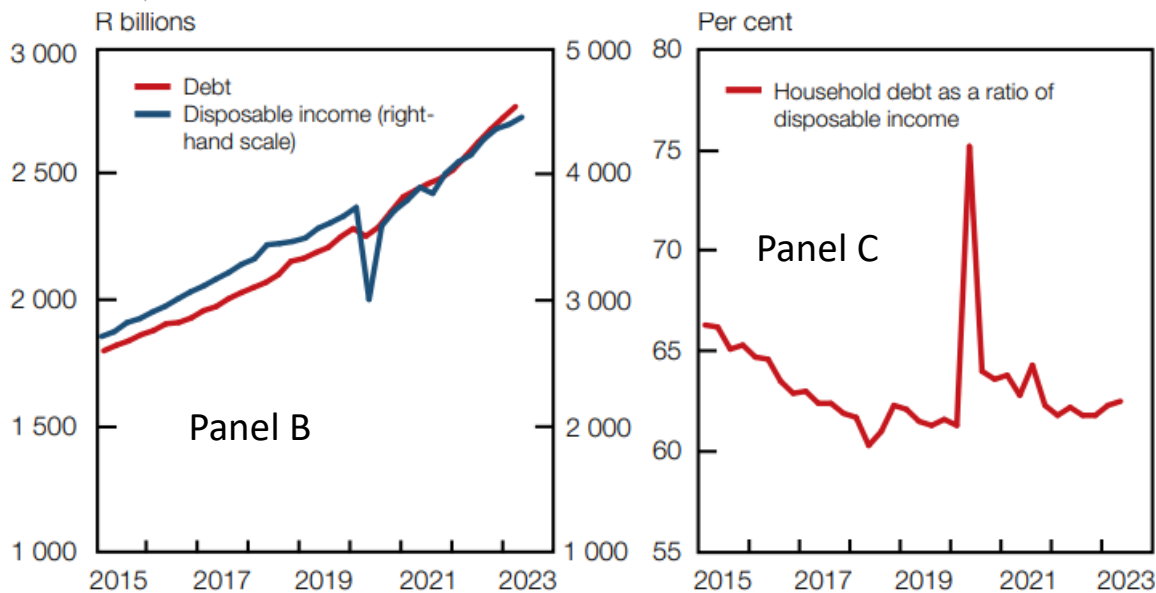 R billions
3 000
2 500
2 000
1 500
1 000
5 000
4 000
3 000
2 000
1 000
Debt
Disposable income (right-
hand scale)
Panel B
2015 2017 2019 2021 2023
Per cent
80
75
70
65
60
55
Household debt as a ratio of
disposable income
Panel C
2015 2017 2019 2021 2023